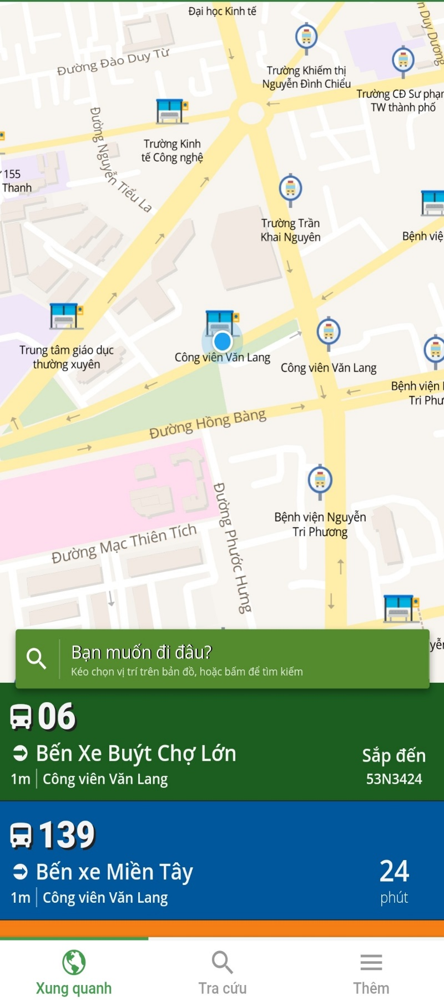 Đại học Kinh tế
Đường Đào Duy Từ
Trường Khiếm thị
Nguyễn Đình Chiểu
n Duy Dương
Trường CĐ Sư phạm
TW thành phố
Đường Nguyễn Tiểu La
Trường Kinh
tế Công nghệ
155
Thanh
Trường Trần
Khai Nguyên
Bệnh việ
Trung tâm giáo dục
thường xuyên
Công viên Văn Lang
Công viên Văn Lang
Bệnh viện
Tri Phư
Đường Hồng Bàng
Đường Phước Hưng
Bệnh viện Nguyễn
Tri Phương
Đường Mạc Thiên Tích
yễn
Bạn muốn đi đâu?
Kéo chọn vị trí trên bản đồ, hoặc bấm để tìm kiếm
06
Bến Xe Buýt Chợ Lớn
Sắp đến
1m | Công viên Văn Lang
53N3424
139
Bến xe Miền Tây
24
1m | Công viên Văn Lang
phút
Xung quanh
Tra cứu
Thêm